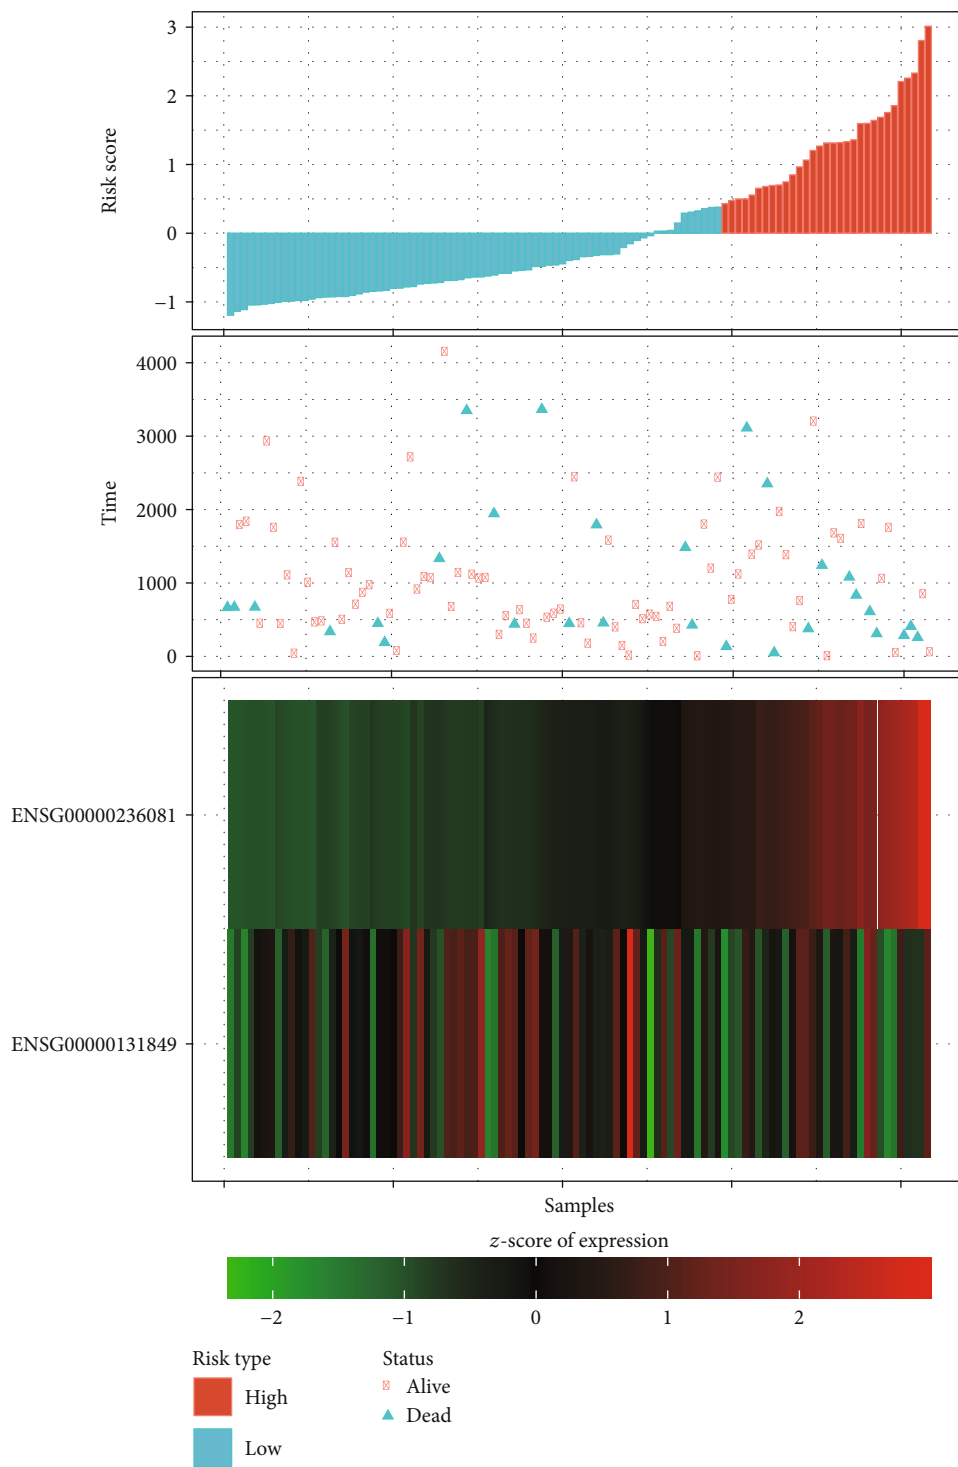 3
2
1
0
−1
Risk score
4000
3000
2000
1000
0
Time
ENSG00000236081
ENSG00000131849
Samples
z-score of expression
−2 −1 0 1 2
Risk type
High
Low
Status
Alive
Dead